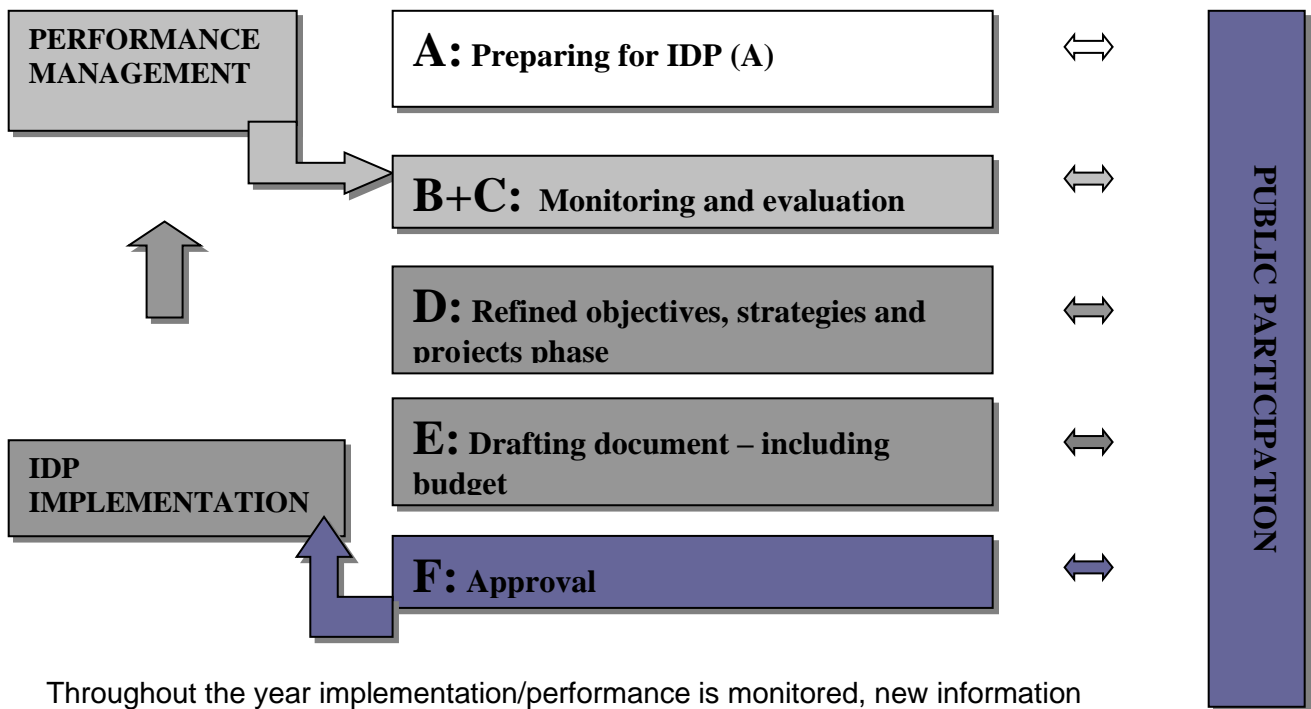 PERFORMANCE
MANAGEMENT
A: Preparing for IDP (A)
B+C: Monitoring and evaluation
D: Refined objectives, strategies and
projects phase
E: Drafting document – including
budget
IDP
IMPLEMENTATION
F: Approval
PUBLIC PARTICIPATION
Throughout the year implementation/performance is monitored, new information